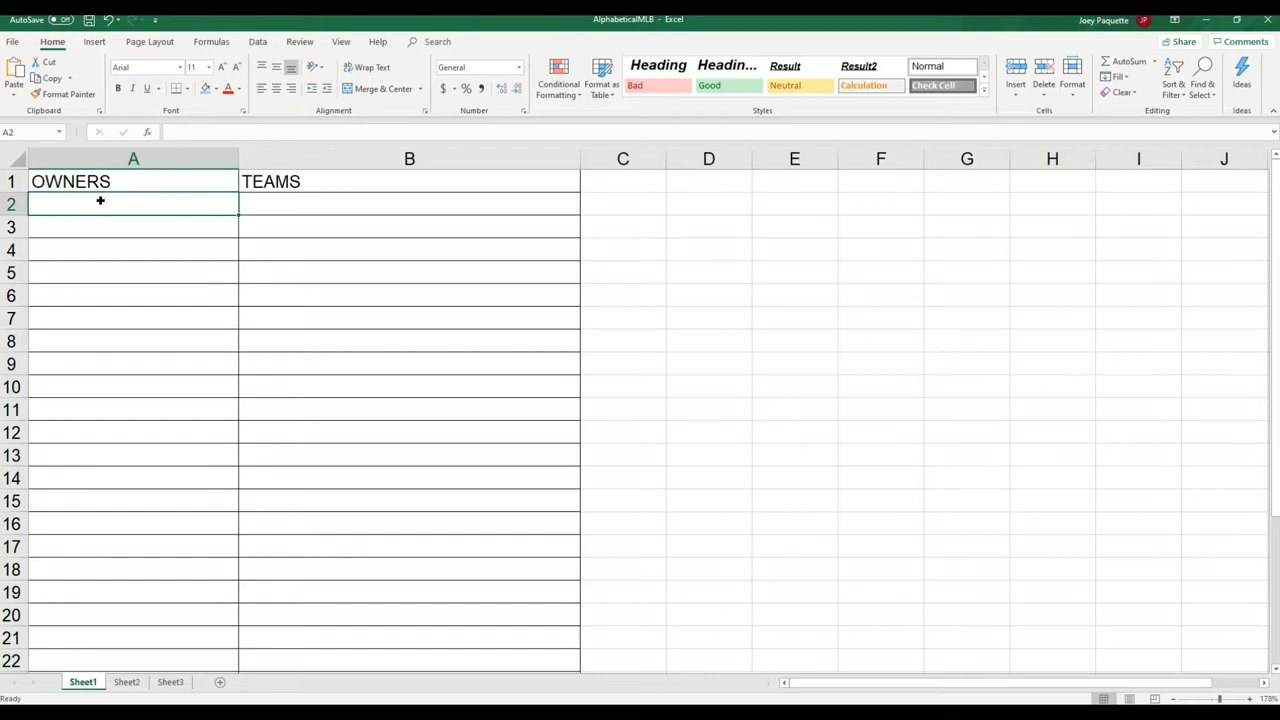 AutoSave Off AlphabeticalMLB - Excel Joey Paquette JP
File Home Insert Page Layout Formulas Data Review View Help Search Share Comments
Paste Cut Copy Format Painter Clipboard
Arial 11 A A B I U A Font
ab Wrap Text Merge & Center Alignment
General $ % , Number
Conditional Formatting Format as Table
Heading Headin... Result Result2 Normal
Bad Good Neutral Calculation Check Cell
Styles
Insert Delete Format Cells
AutoSum Fill Clear Sort & Filter Find & Select Editing
Ideas Ideas
A2 fx
A B C D E F G H I J
1 OWNERS TEAMS
2
3
4
5
6
7
8
9
10
11
12
13
14
15
16
17
18
19
20
21
22
Sheet1 Sheet2 Sheet3
Ready 178%